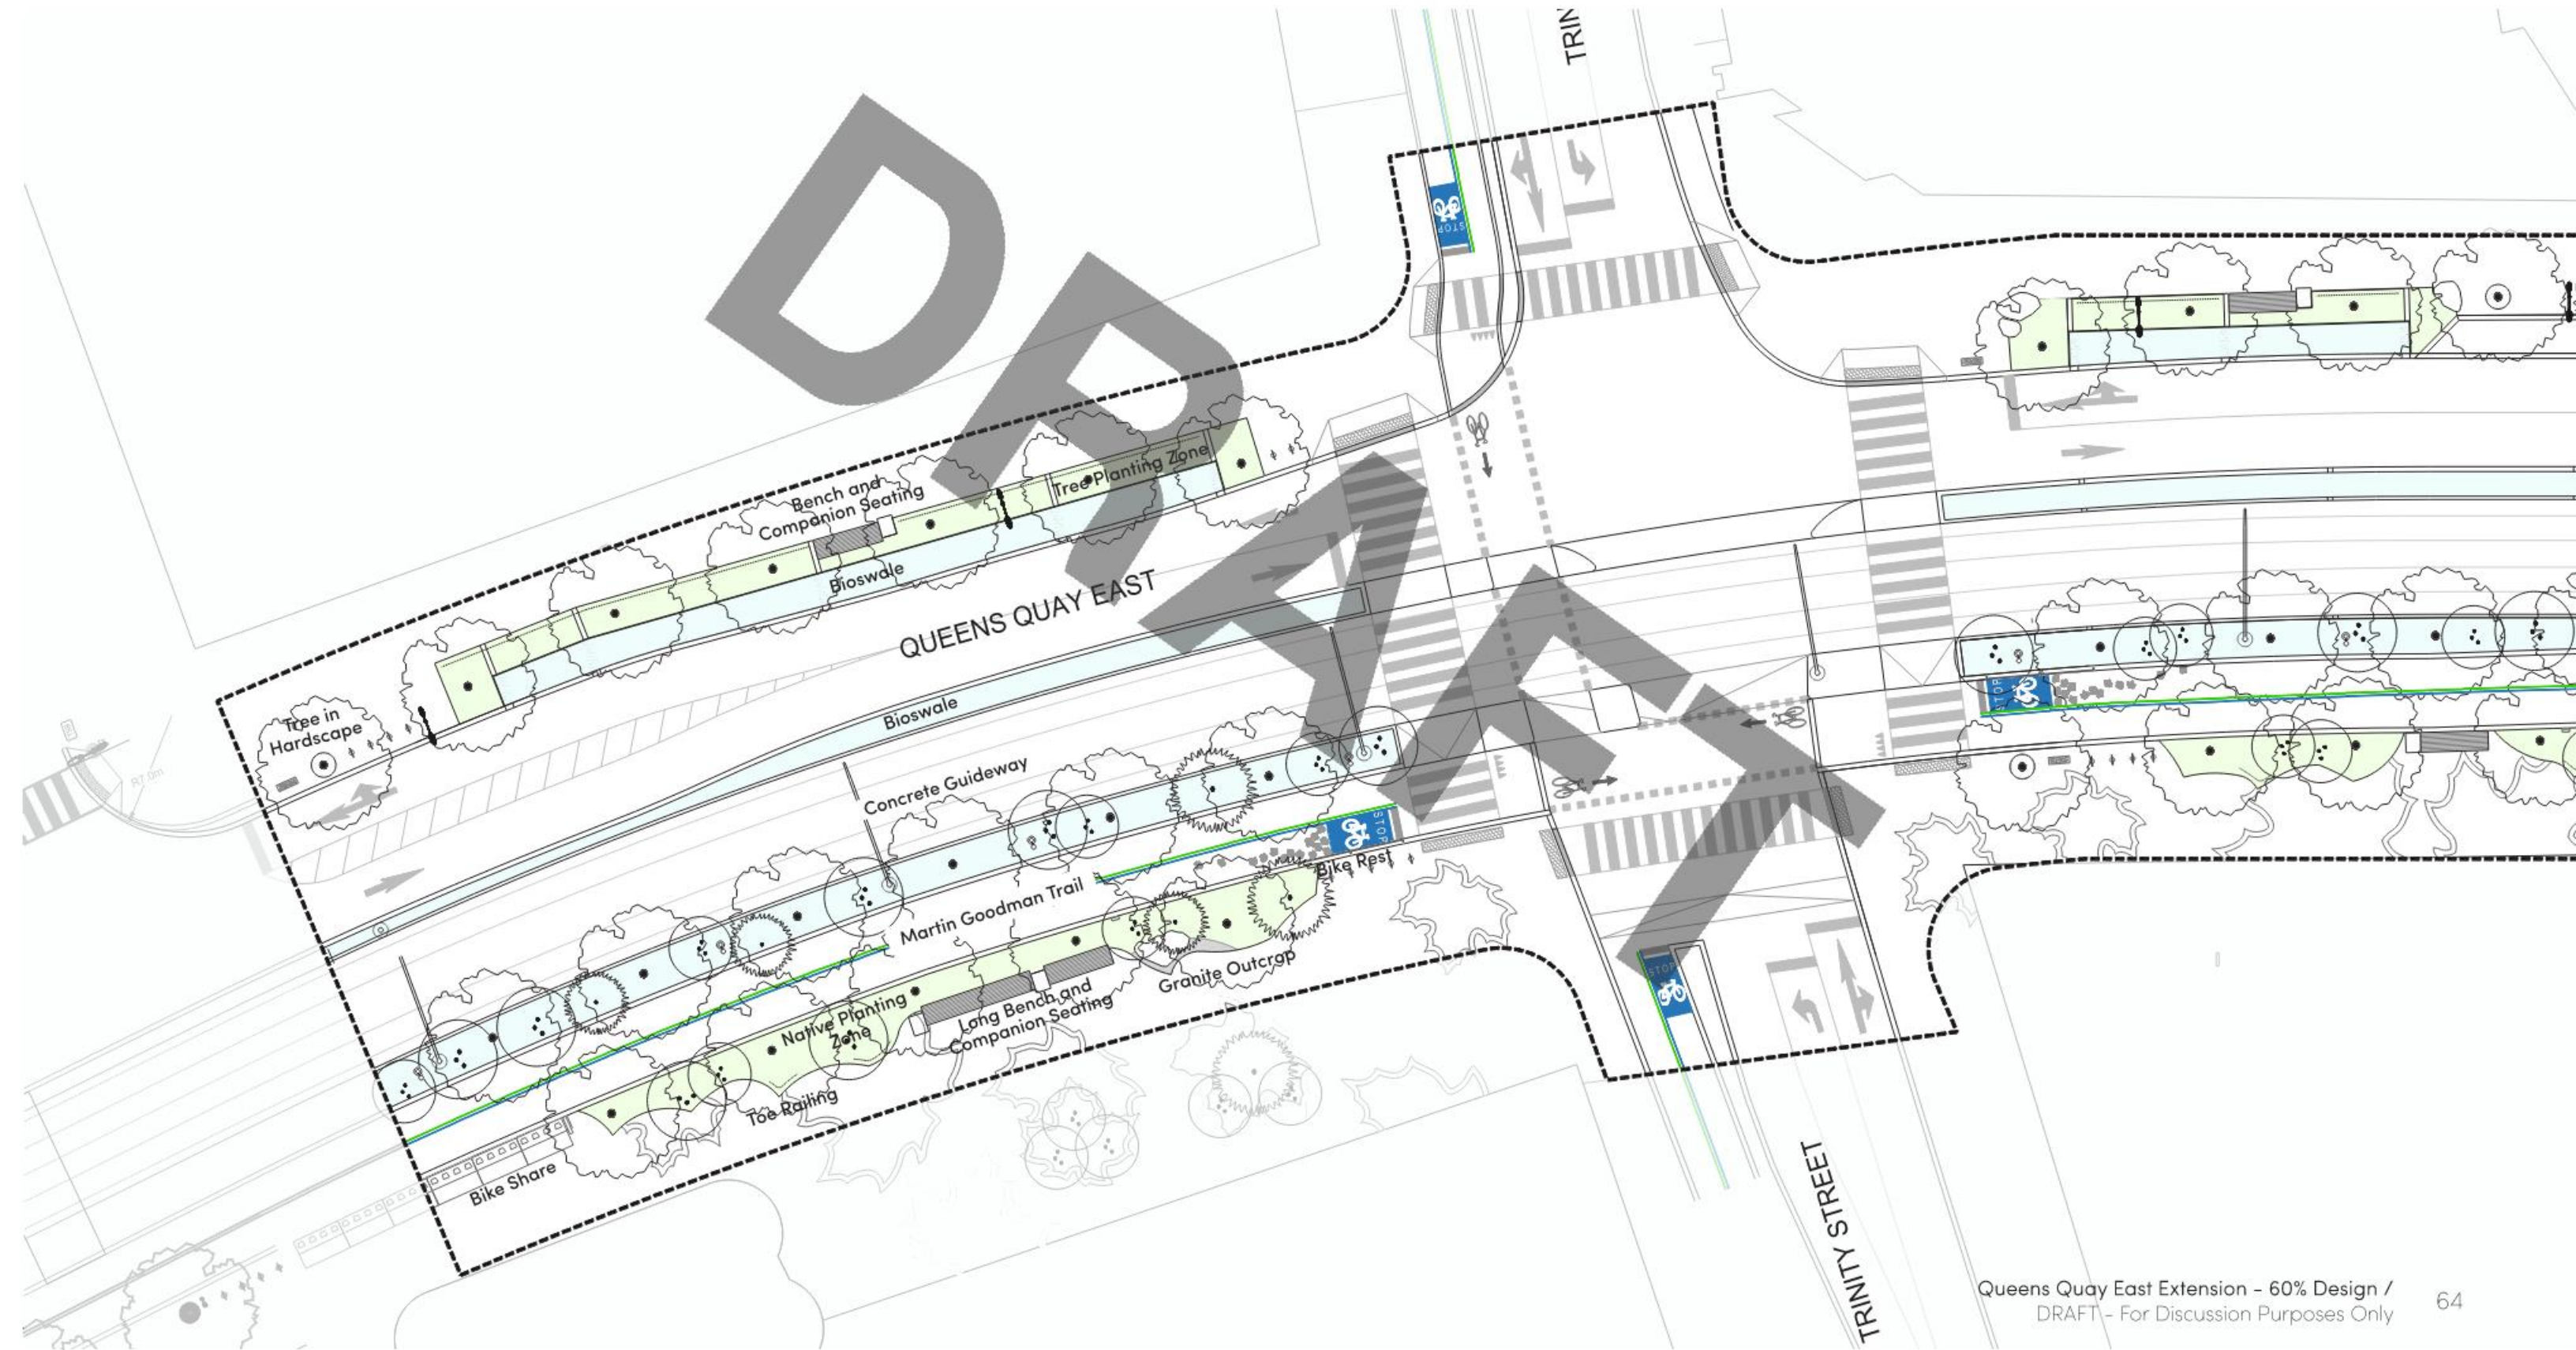 TRIN
STOP
DRAFT
Bench and
Companion Seating
Tree Planting Zone
Bioswale
QUEENS QUAY EAST
Tree in
Hardscape
R7.0m
Bioswale
Concrete Guideway
STOP
STOP
Bike Rest
Martin Goodman Trail
Granite Outcrop
STOP
Native Planting
Zone
Long Bench and
Companion Seating
Toe Railing
Bike Share
TRINITY STREET
Queens Quay East Extension - 60% Design /
DRAFT - For Discussion Purposes Only
64